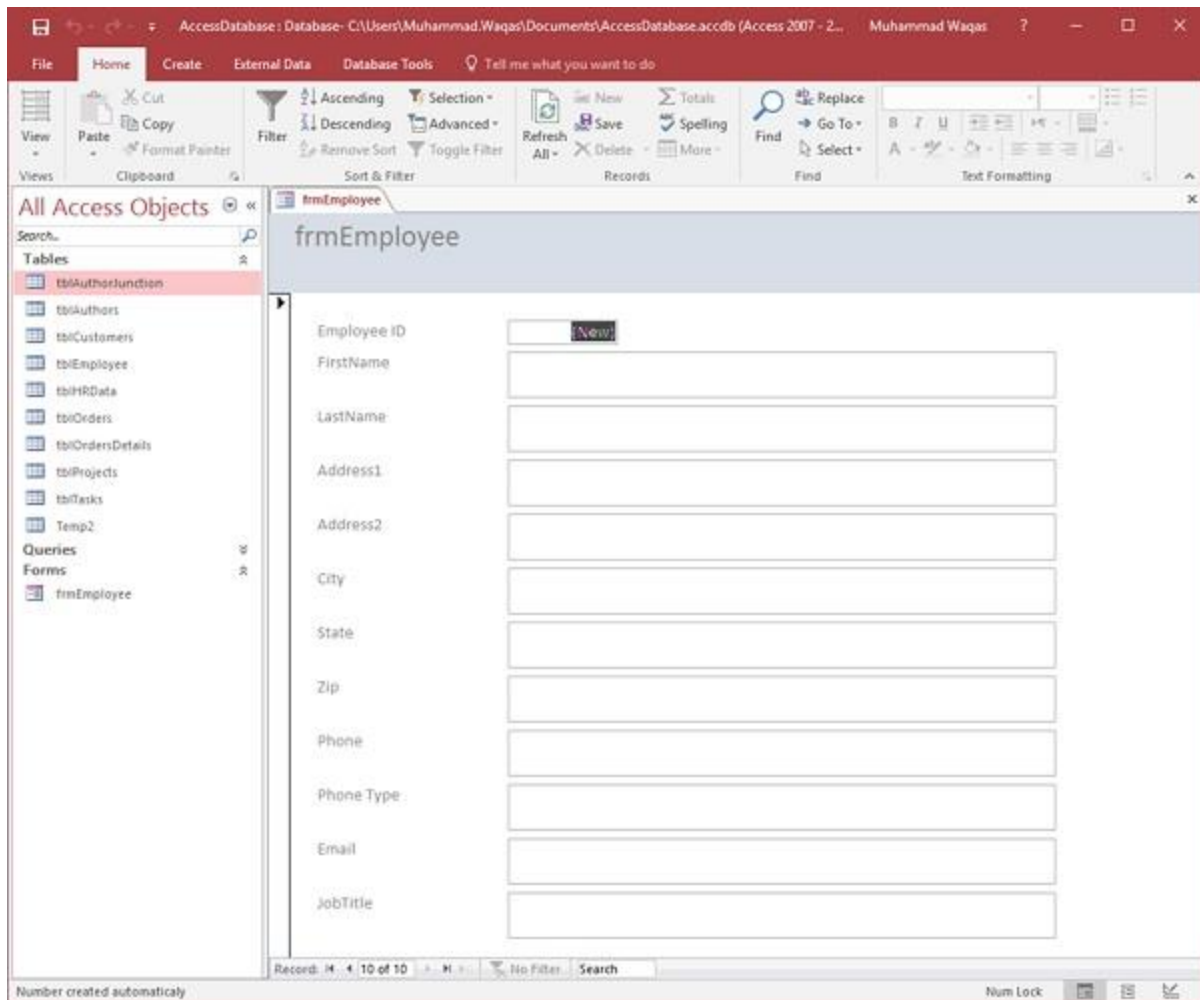 AccessDatabase : Database- C:\Users\Muhammad.Waqas\Documents\AccessDatabase.accdb (Access 2007 - 2... Muhammad Waqas ?
File Home Create External Data Database Tools Tell me what you want to do
View
Views
Paste
Cut
Copy
Format Painter
Clipboard
Filter
Ascending
Descending
Remove Sort
Selection
Advanced
Toggle Filter
Sort & Filter
Refresh
All
New
Save
Delete
Totals
Spelling
More
Records
Find
Replace
Go To
Select
Find
B I U
A
Text Formatting
All Access Objects
Search...
Tables
tblAuthorJunction
tblAuthors
tblCustomers
tblEmployee
tblHRData
tblOrders
tblOrdersDetails
tblProjects
tblTasks
Temp2
Queries
Forms
frmEmployee
frmEmployee
frmEmployee
Employee ID (New)
FirstName
LastName
Address1
Address2
City
State
Zip
Phone
Phone Type
Email
JobTitle
Record: 10 of 10 No Filter Search
Number created automaticaly Num Lock